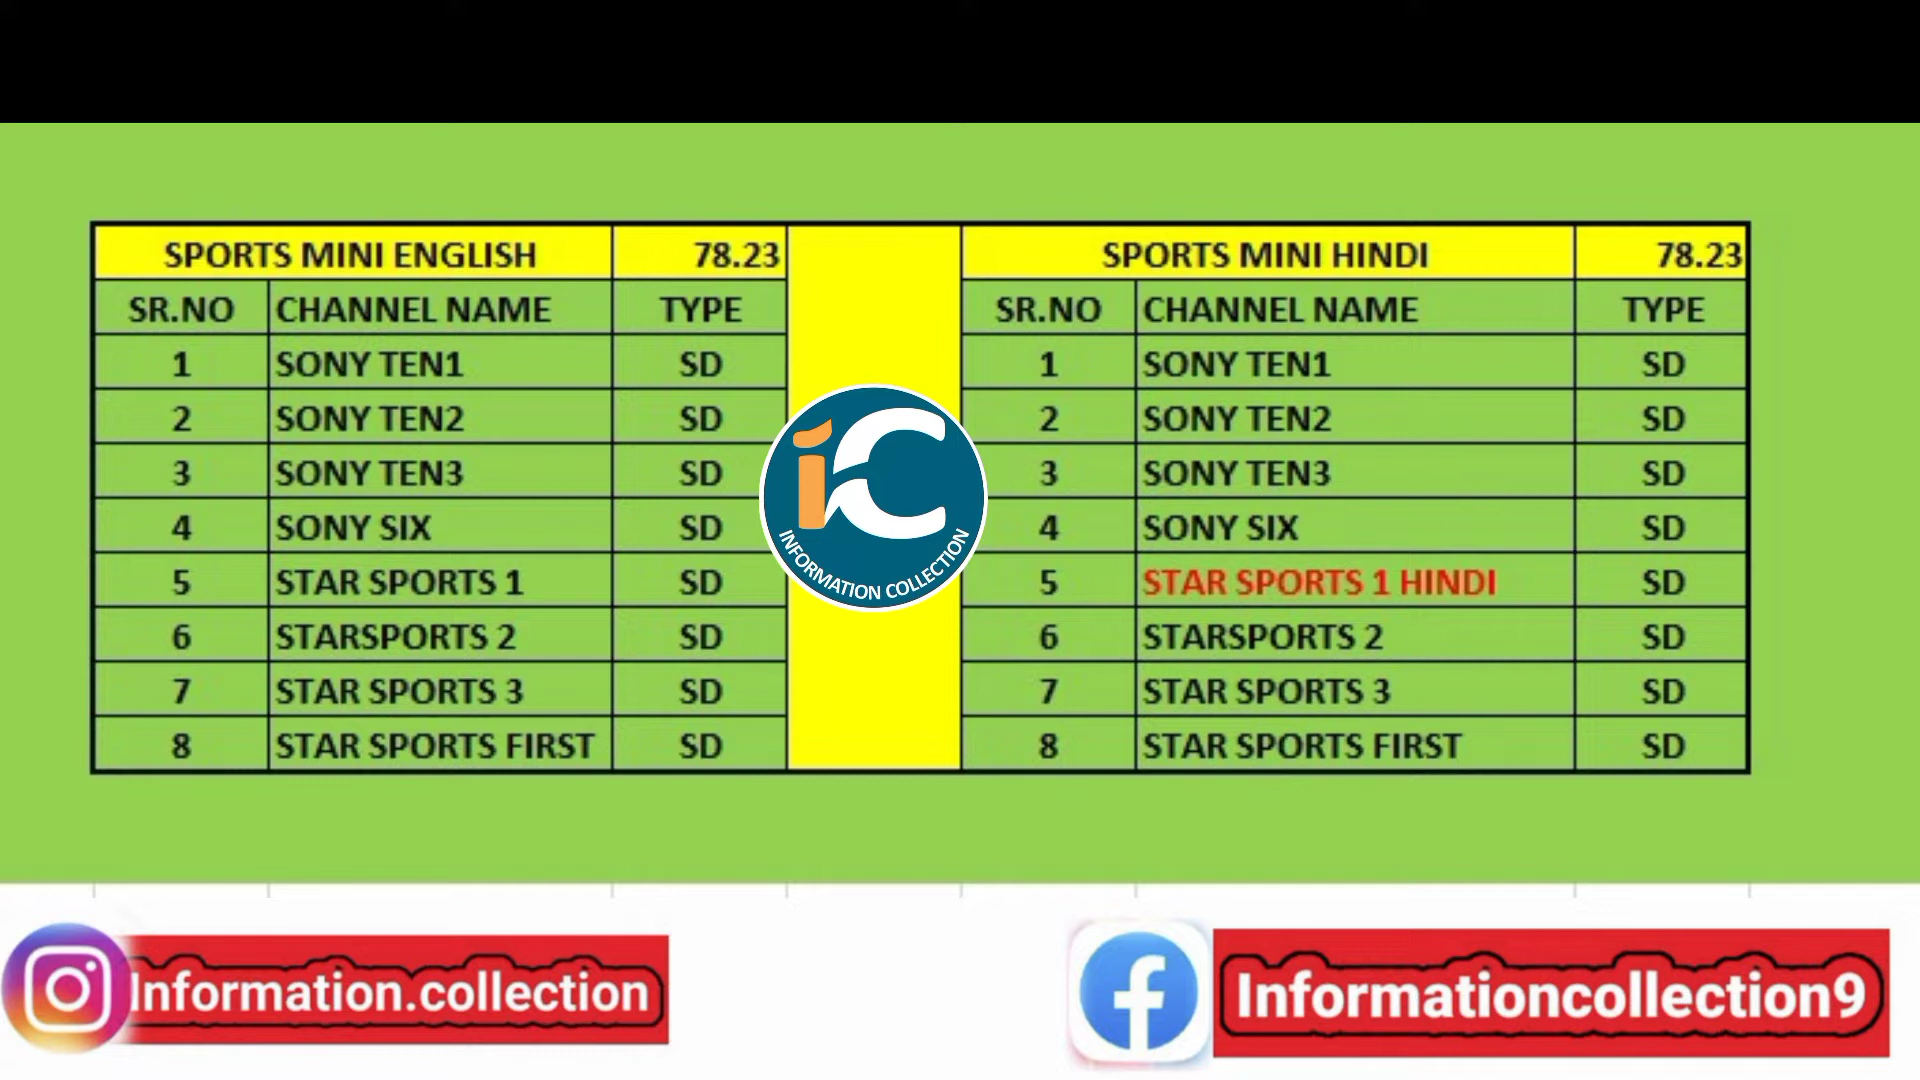 SPORTS MINI ENGLISH 78.23
SR.NO CHANNEL NAME TYPE
1 SONY TEN1 SD
2 SONY TEN2 SD
3 SONY TEN3 SD
4 SONY SIX SD
5 STAR SPORTS 1 SD
6 STARSPORTS 2 SD
7 STAR SPORTS 3 SD
8 STAR SPORTS FIRST SD
iC
INFORMATION COLLECTION
SPORTS MINI HINDI 78.23
SR.NO CHANNEL NAME TYPE
1 SONY TEN1 SD
2 SONY TEN2 SD
3 SONY TEN3 SD
4 SONY SIX SD
5 STAR SPORTS 1 HINDI SD
6 STARSPORTS 2 SD
7 STAR SPORTS 3 SD
8 STAR SPORTS FIRST SD
Information.collection
Informationcollection9